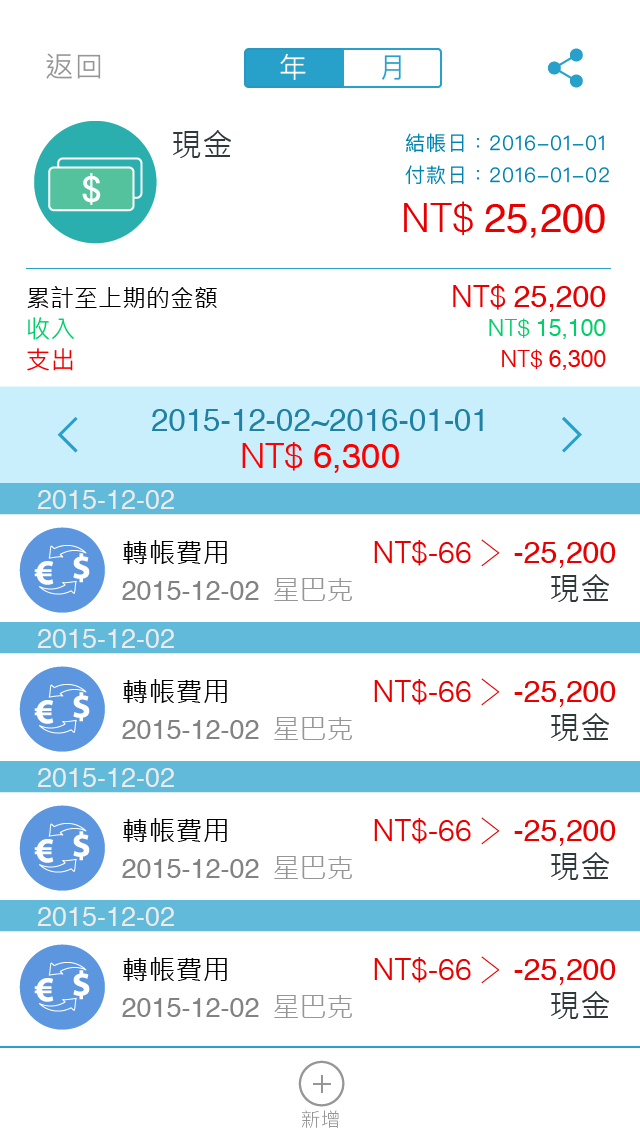 返回 年 月
現金
結帳日：2016-01-01
付款日：2016-01-02
NT$ 25,200
$
累計至上期的金額 NT$ 25,200
收入 NT$ 15,100
支出 NT$ 6,300
2015-12-02~2016-01-01
NT$ 6,300
2015-12-02
轉帳費用 NT$-66 > -25,200
€ $
2015-12-02 星巴克 現金
2015-12-02
轉帳費用 NT$-66 > -25,200
€ $
2015-12-02 星巴克 現金
2015-12-02
轉帳費用 NT$-66 > -25,200
€ $
2015-12-02 星巴克 現金
2015-12-02
轉帳費用 NT$-66 > -25,200
€ $
2015-12-02 星巴克 現金
新增